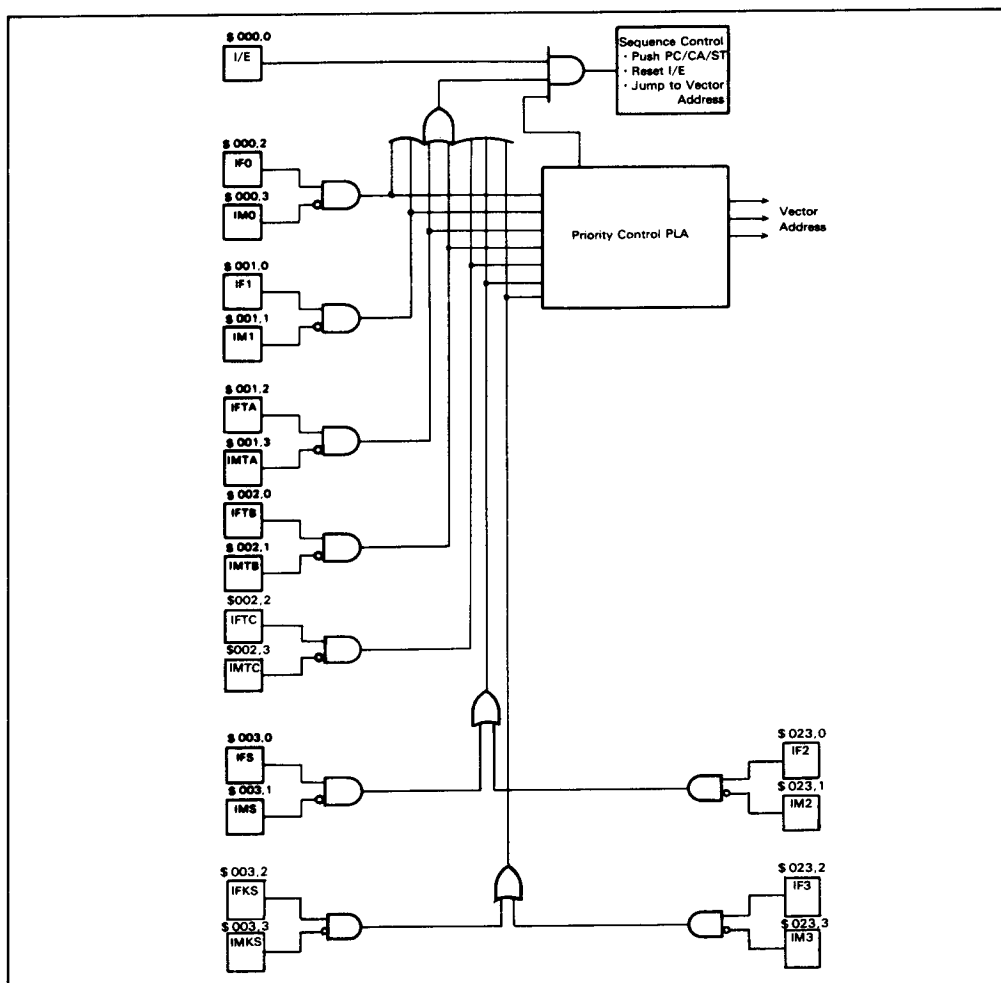 $ 000,0
I/E
Sequence Control
· Push PC/CA/ST
· Reset I/E
· Jump to Vector
Address
$ 000,2
IF0
$ 000,3
IM0
Priority Control PLA
Vector
Address
$ 001,0
IF1
$ 001,1
IM1
$ 001,2
IFTA
$ 001,3
IMTA
$ 002,0
IFTB
$ 002,1
IMTB
$002,2
IFTC
$002,3
IMTC
$ 003,0
IFS
$ 003,1
IMS
$ 023,0
IF2
$ 023,1
IM2
$ 003,2
IFKS
$ 003,3
IMKS
$ 023,2
IF3
$ 023,3
IM3